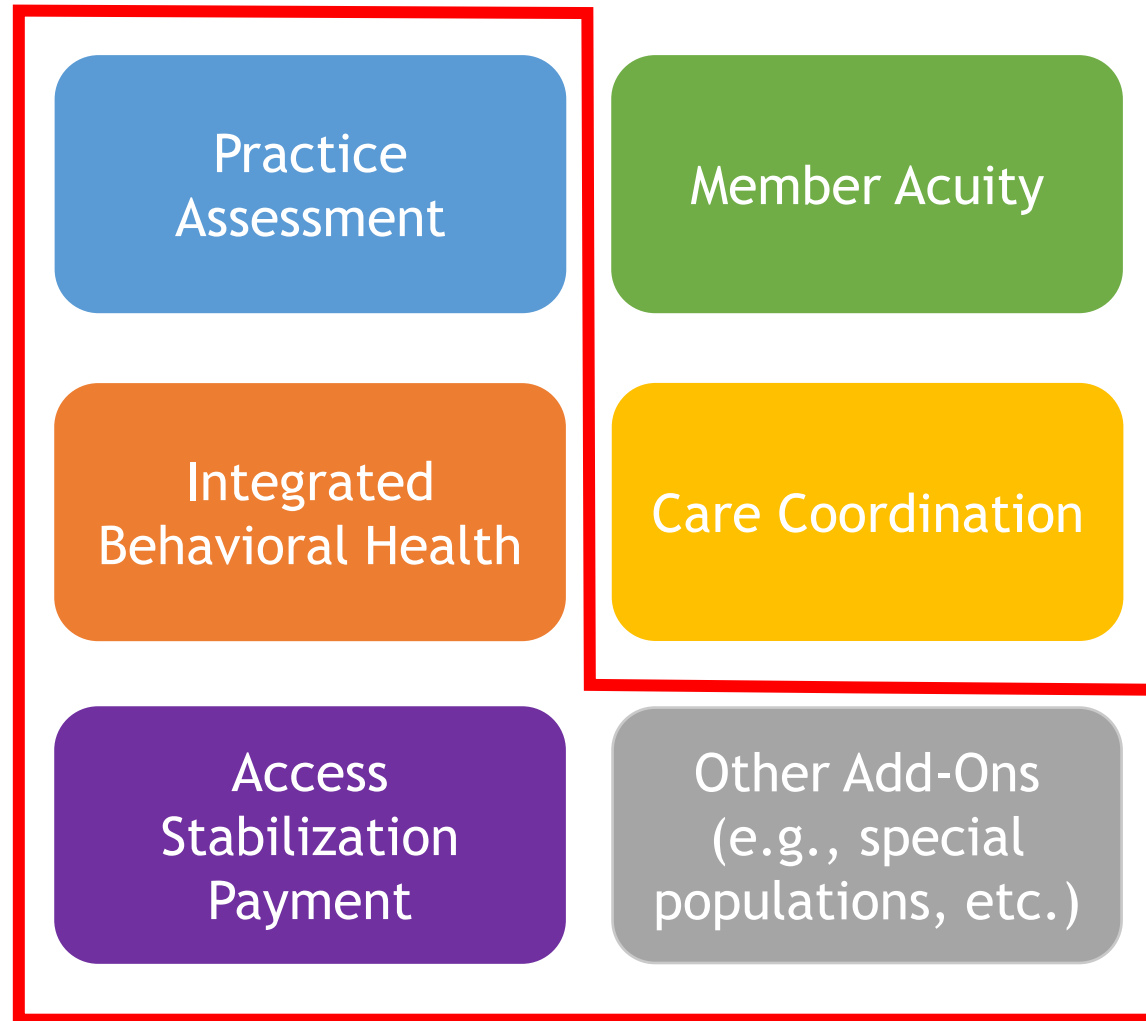 Practice
Assessment
Member Acuity
Integrated
Behavioral Health
Care Coordination
Access
Stabilization
Payment
Other Add-Ons
(e.g., special
populations, etc.)